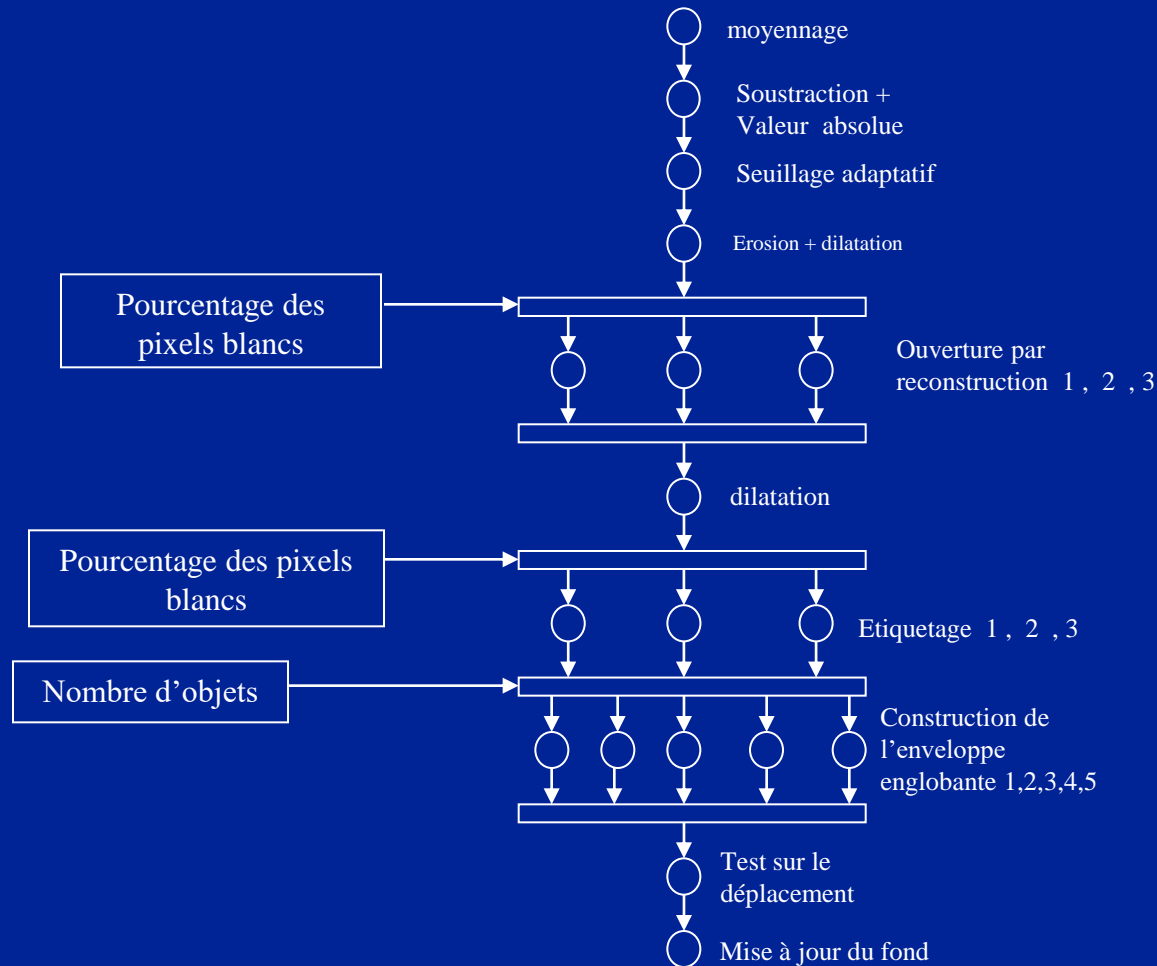 moyennage
Soustraction +
Valeur absolue
Seuillage adaptatif
Erosion + dilatation
Pourcentage des
pixels blancs
Ouverture par
reconstruction 1 , 2 , 3
dilatation
Pourcentage des pixels
blancs
Etiquetage 1 , 2 , 3
Nombre d’objets
Construction de
l’enveloppe
englobante 1,2,3,4,5
Test sur le
déplacement
Mise à jour du fond